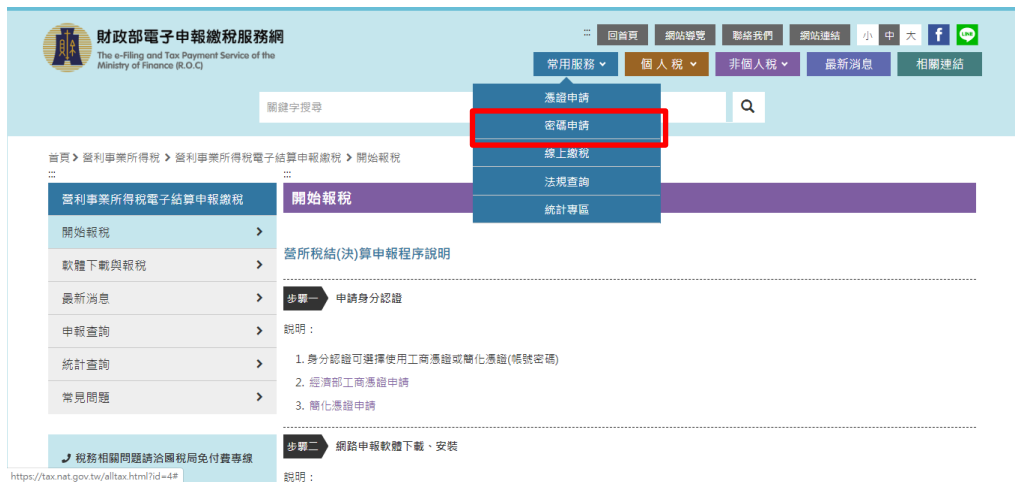 財政部電子申報繳稅服務網
The e-Filing and Tax Payment Service of the
Ministry of Finance (R.O.C)
::: 回首頁 網站導覽 聯絡我們 網站連結 小 中 大 f LINE
常用服務 個人稅 非個人稅 最新消息 相關連結
關鍵字搜尋
憑證申請
密碼申請
線上繳稅
法規查詢
統計專區
首頁 > 營利事業所得稅 > 營利事業所得稅電子結算申報繳稅 > 開始報稅
:::
營利事業所得稅電子結算申報繳稅
開始報稅
軟體下載與報稅
最新消息
申報查詢
統計查詢
常見問題
稅務相關問題請洽國稅局免付費專線
:::
開始報稅
營所稅結(決)算申報程序說明
步驟一 申請身分認證
說明：
1. 身分認證可選擇使用工商憑證或簡化憑證(帳號密碼)
2. 經濟部工商憑證申請
3. 簡化憑證申請
步驟二 網路申報軟體下載、安裝
說明：
https://tax.nat.gov.tw/alltax.html?id=4#